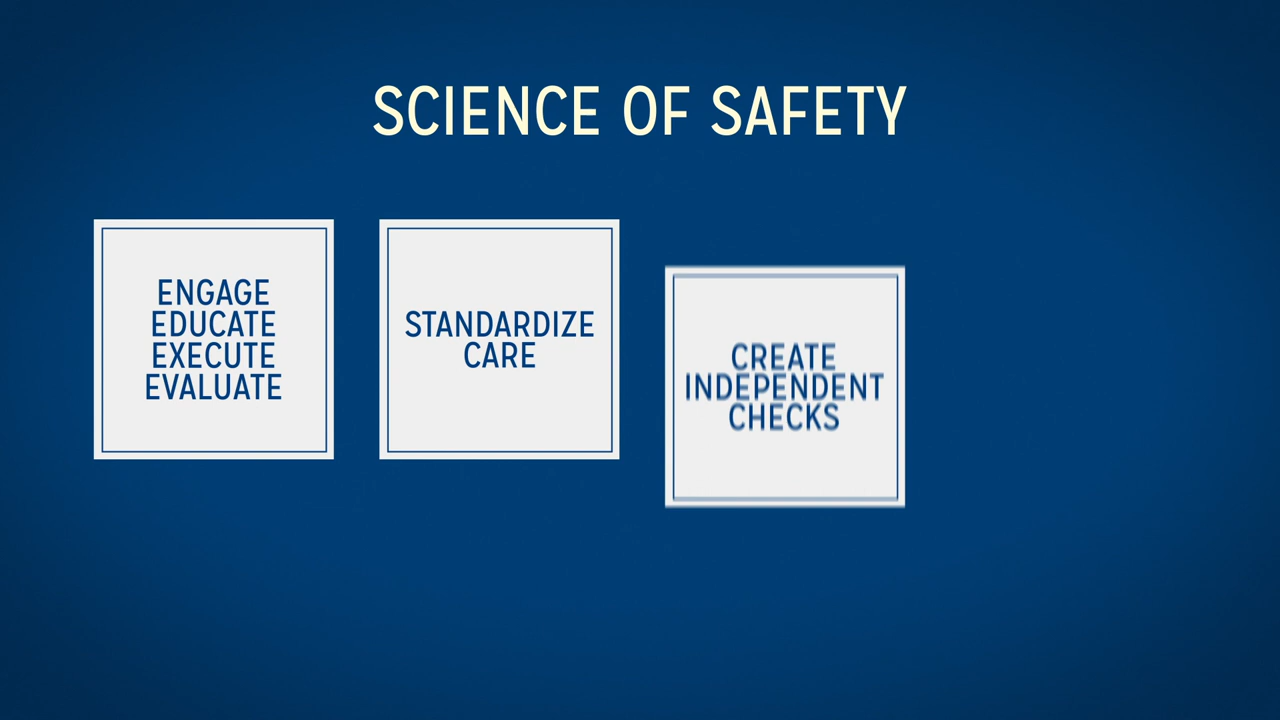 SCIENCE OF SAFETY
ENGAGE
EDUCATE
EXECUTE
EVALUATE
STANDARDIZE
CARE
CREATE
INDEPENDENT
CHECKS